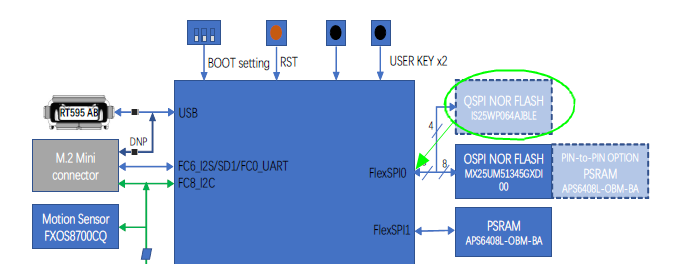 BOOT setting
RST
USER KEY x2
RT595 AB
USB
DNP
M.2 Mini
connector
FC6_I2S/SD1/FC0_UART
FC8_I2C
Motion Sensor
FXOS8700CQ
FlexSPI0
FlexSPI1
4
8
QSPI NOR FLASH
IS25WP064AJBLE
OSPI NOR FLASH
MX25UM51345GXDI
00
PIN-to-PIN OPTION
PSRAM
APS6408L-OBM-BA
PSRAM
APS6408L-OBM-BA